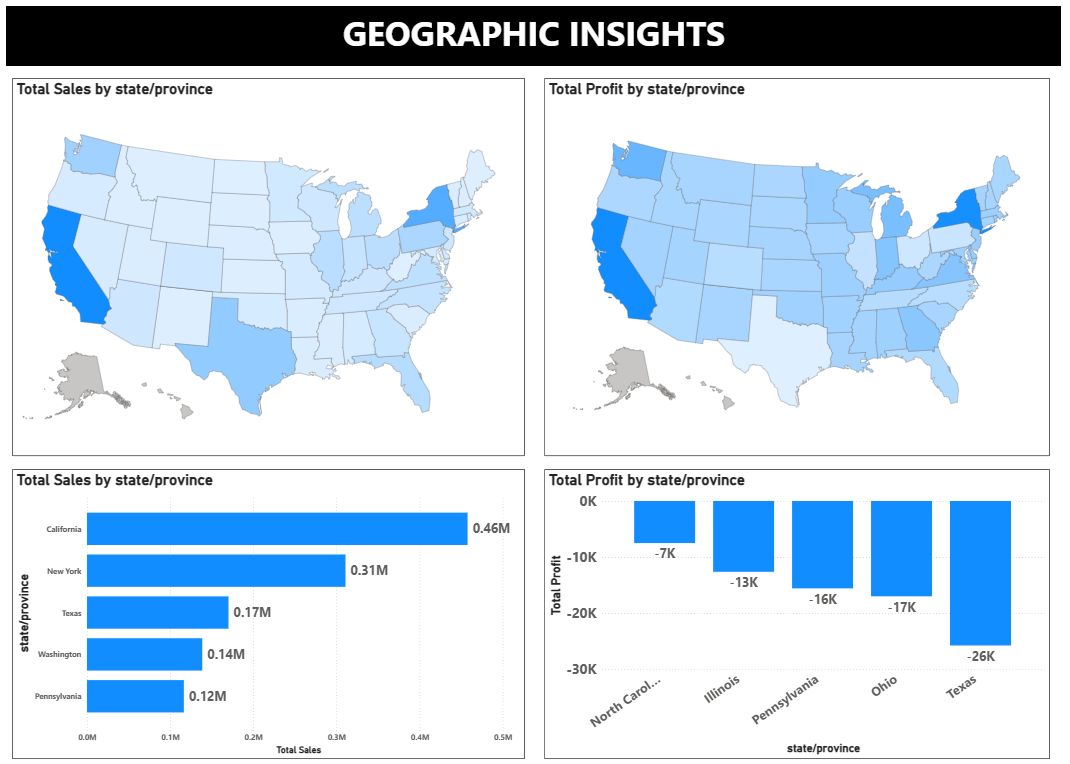 GEOGRAPHIC INSIGHTS
Total Sales by state/province
Total Profit by state/province
Total Sales by state/province
state/province
California
0.46M
New York
0.31M
Texas
0.17M
Washington
0.14M
Pennsylvania
0.12M
0.0M 0.1M 0.2M 0.3M 0.4M 0.5M
Total Sales
Total Profit by state/province
Total Profit
0K
-10K
-20K
-30K
-7K
-13K
-16K
-17K
-26K
North Carol...
Illinois
Pennsylvania
Ohio
Texas
state/province